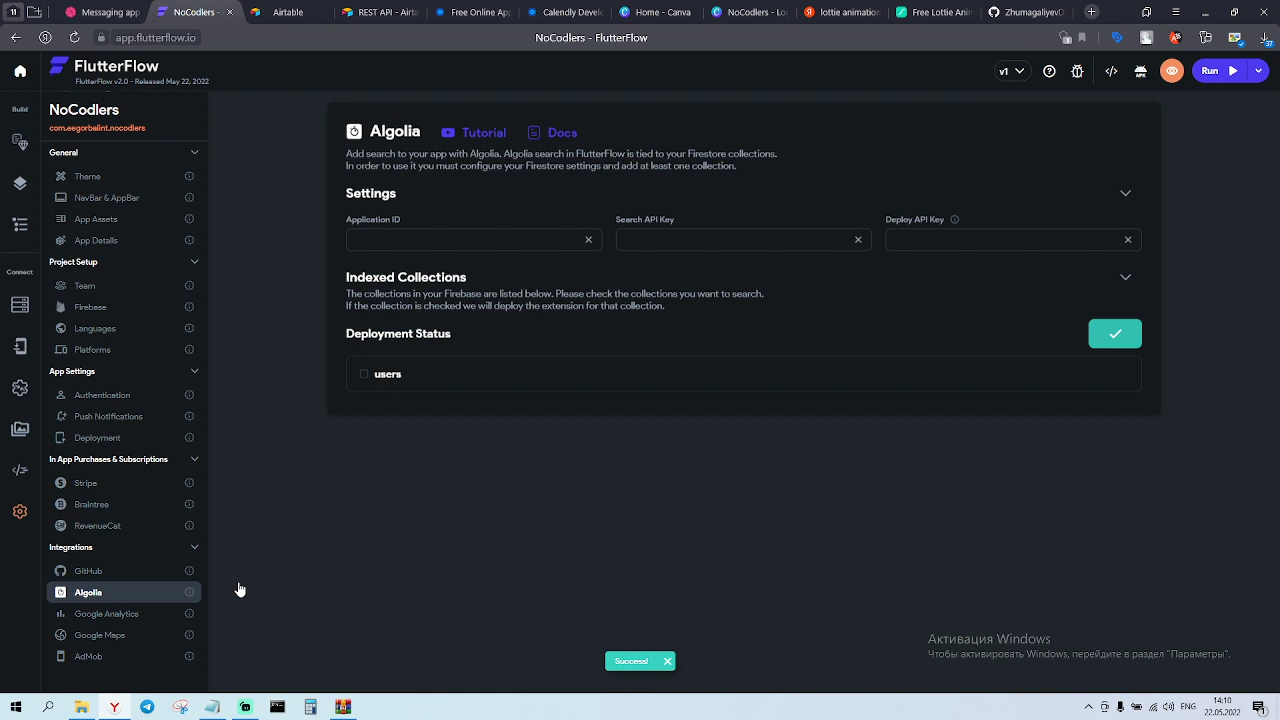 Messaging app
NoCodlers -
Airtable
REST API - Airta
Free Online App
Calendly Develo
Home - Canva
NoCodlers - Lo
lottie animation
Free Lottie Anim
ZhumagaliyevD
app.flutterflow.io
NoCodlers - FlutterFlow
FlutterFlow
FlutterFlow v2.0 - Released May 22, 2022
v1
Run
Build
Connect
NoCodlers
com.eegorbalint.nocodlers
General
Theme
NavBar & AppBar
App Assets
App Details
Project Setup
Team
Firebase
Languages
Platforms
App Settings
Authentication
Push Notifications
Deployment
In App Purchases & Subscriptions
Stripe
Braintree
RevenueCat
Integrations
GitHub
Algolia
Google Analytics
Google Maps
AdMob
Algolia
Tutorial
Docs
Add search to your app with Algolia. Algolia search in FlutterFlow is tied to your Firestore collections.
In order to use it you must configure your Firestore settings and add at least one collection.
Settings
Application ID
Search API Key
Deploy API Key
Indexed Collections
The collections in your Firebase are listed below. Please check the collections you want to search.
If the collection is checked we will deploy the extension for that collection.
Deployment Status
users
Success!
Активация Windows
Чтобы активировать Windows, перейдите в раздел "Параметры".
ENG
14:10
22.05.2022